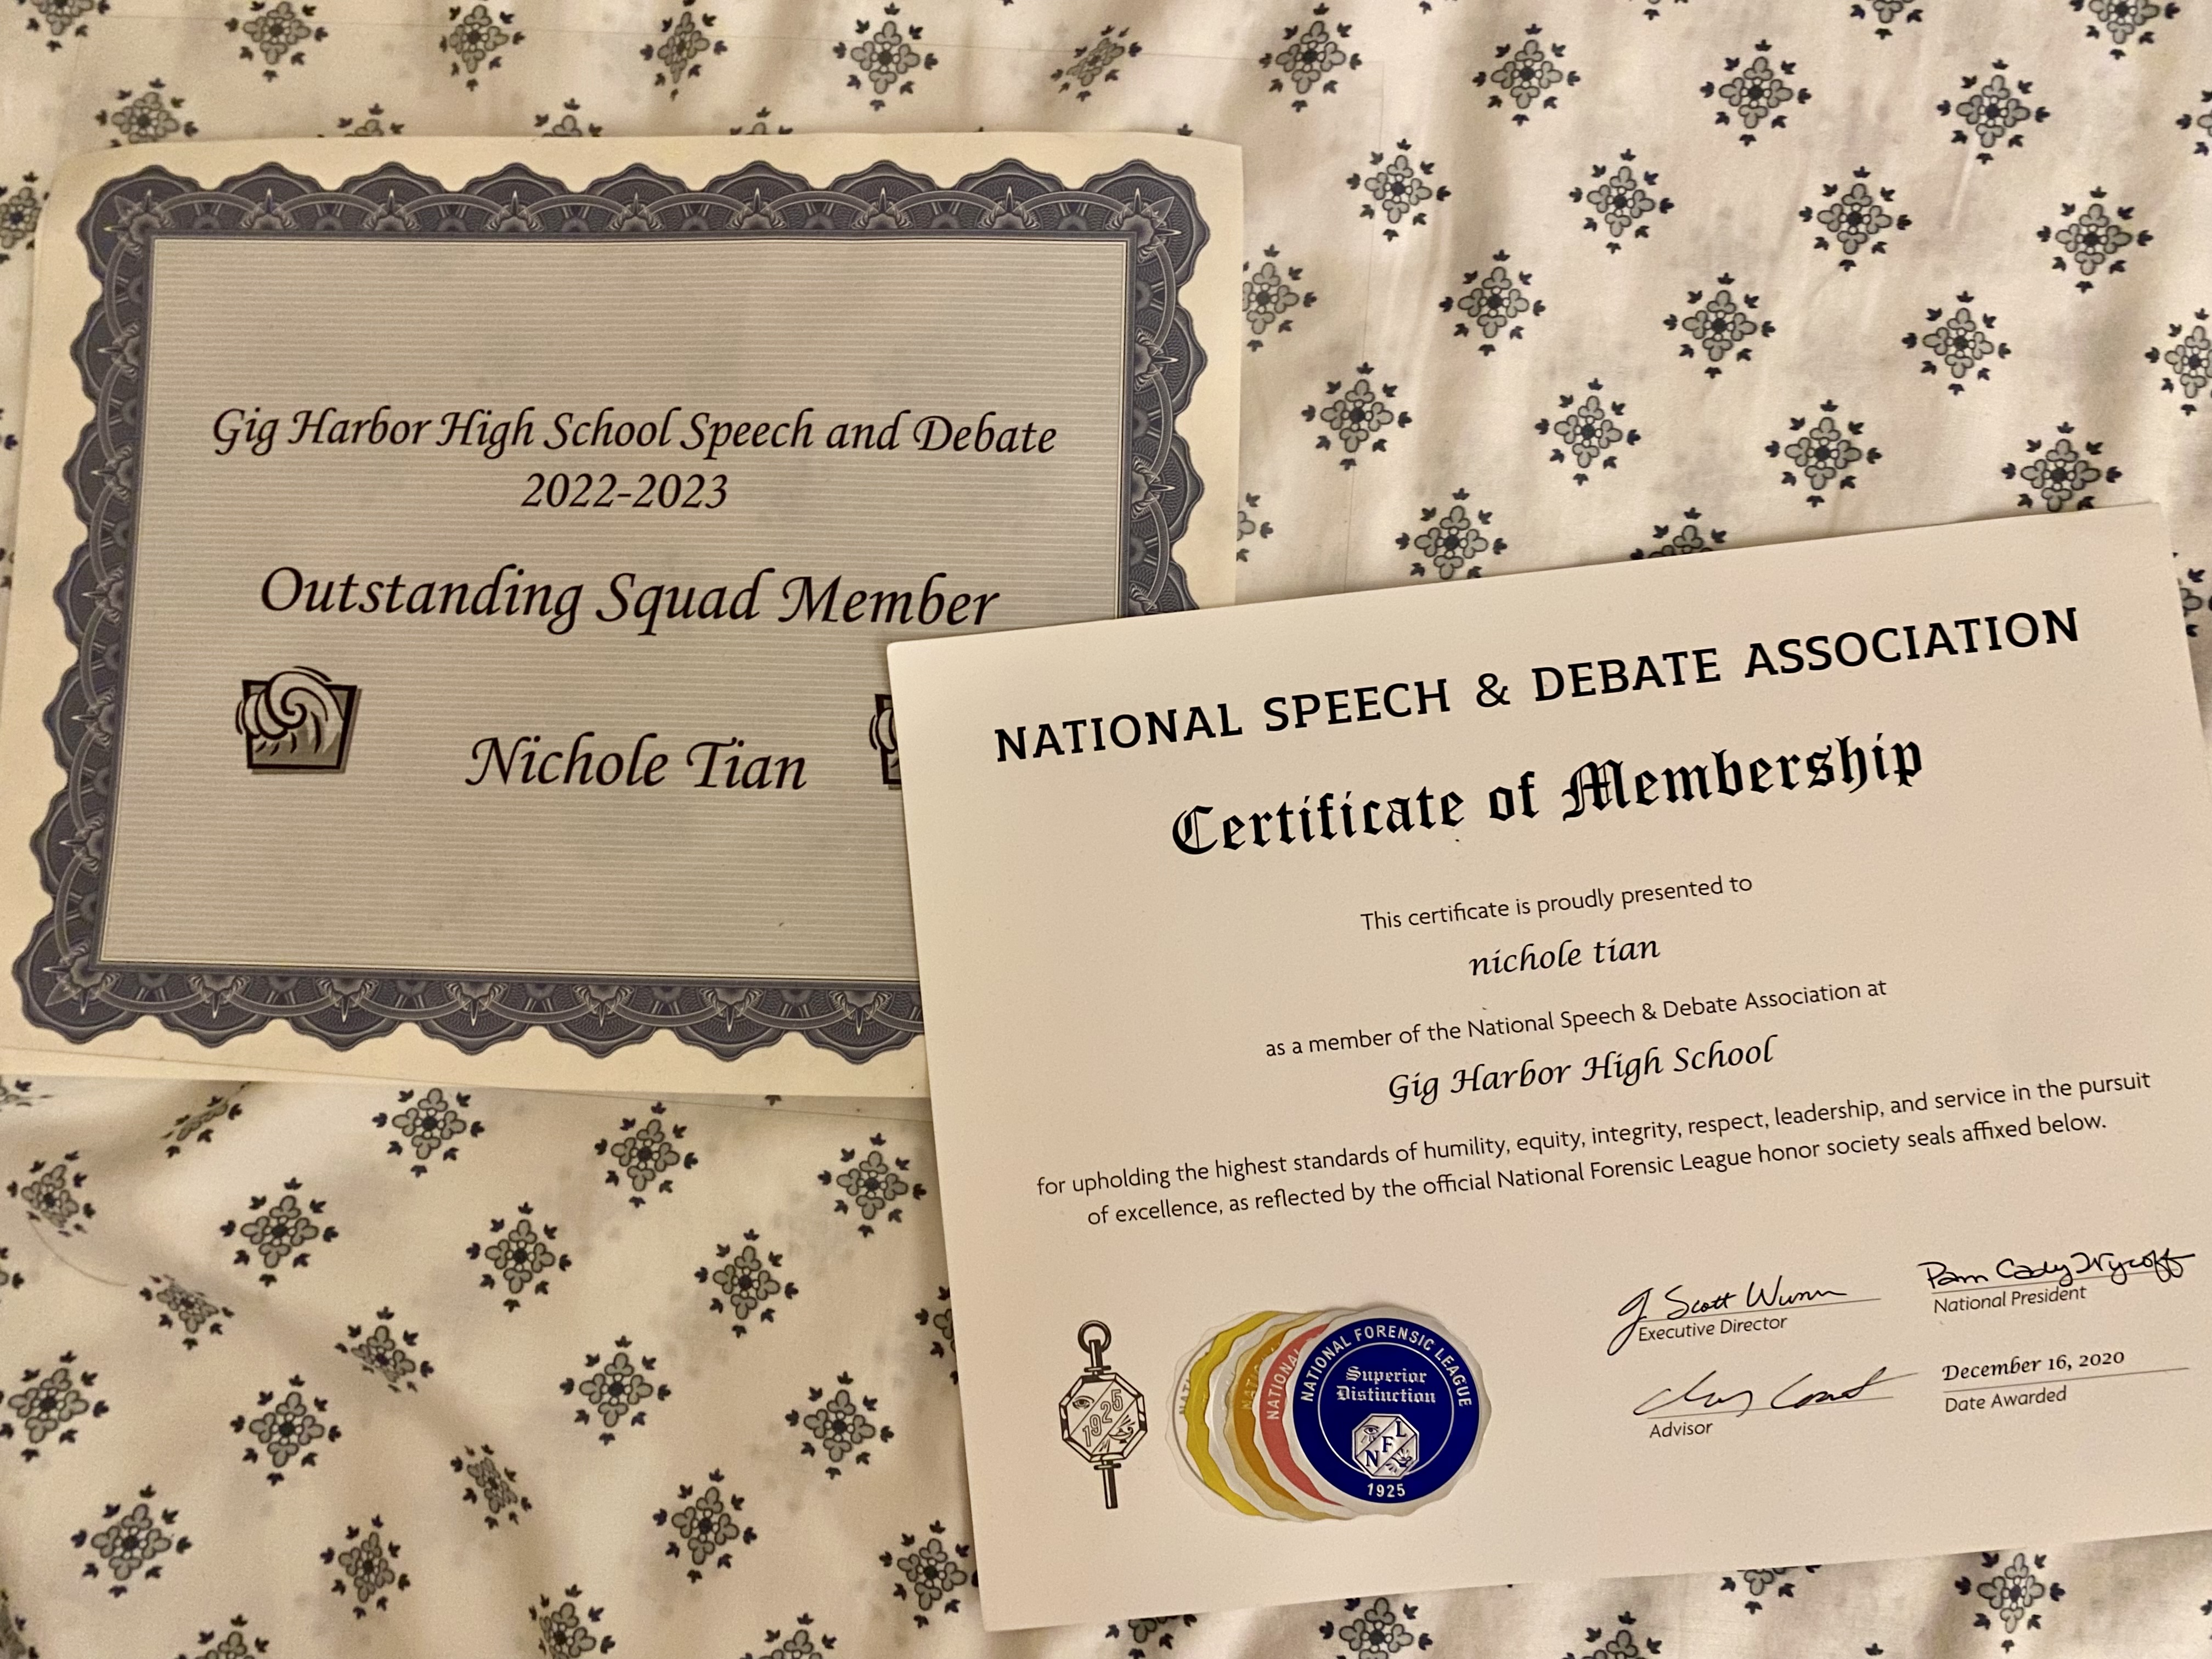 Gig Harbor High School Speech and Debate
2022-2023
Outstanding Squad Member
Nichole Tian
NATIONAL SPEECH & DEBATE ASSOCIATION
Certificate of Membership
This certificate is proudly presented to
nichole tian
as a member of the National Speech & Debate Association at
Gig Harbor High School
for upholding the highest standards of humility, equity, integrity, respect, leadership, and service in the pursuit
of excellence, as reflected by the official National Forensic League honor society seals affixed below.
1925
NATI
NATIO
NATIONAL
NATIONAL FORENSIC LEAGUE
Superior
Distinction
NFL
1925
J. Scott Wunn
Executive Director
Pam Cady Wycoff
National President
Advisor
December 16, 2020
Date Awarded